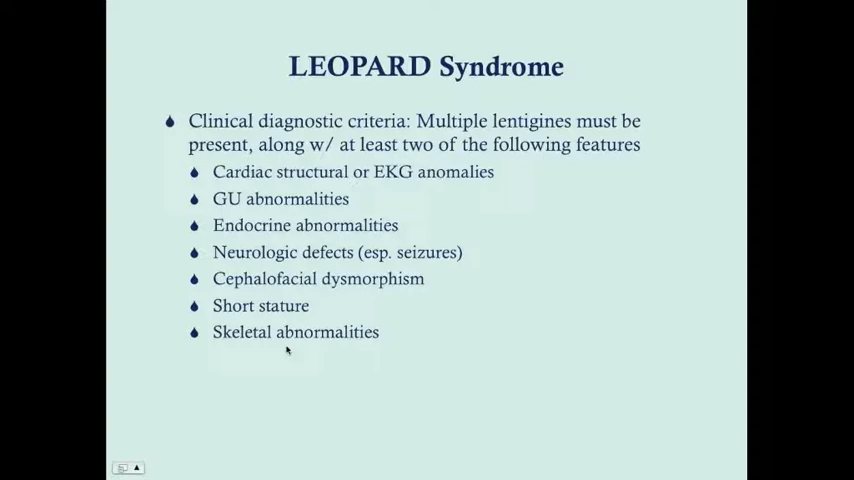 LEOPARD Syndrome
Clinical diagnostic criteria: Multiple lentigines must be
present, along w/ at least two of the following features
Cardiac structural or EKG anomalies
GU abnormalities
Endocrine abnormalities
Neurologic defects (esp. seizures)
Cephalofacial dysmorphism
Short stature
Skeletal abnormalities